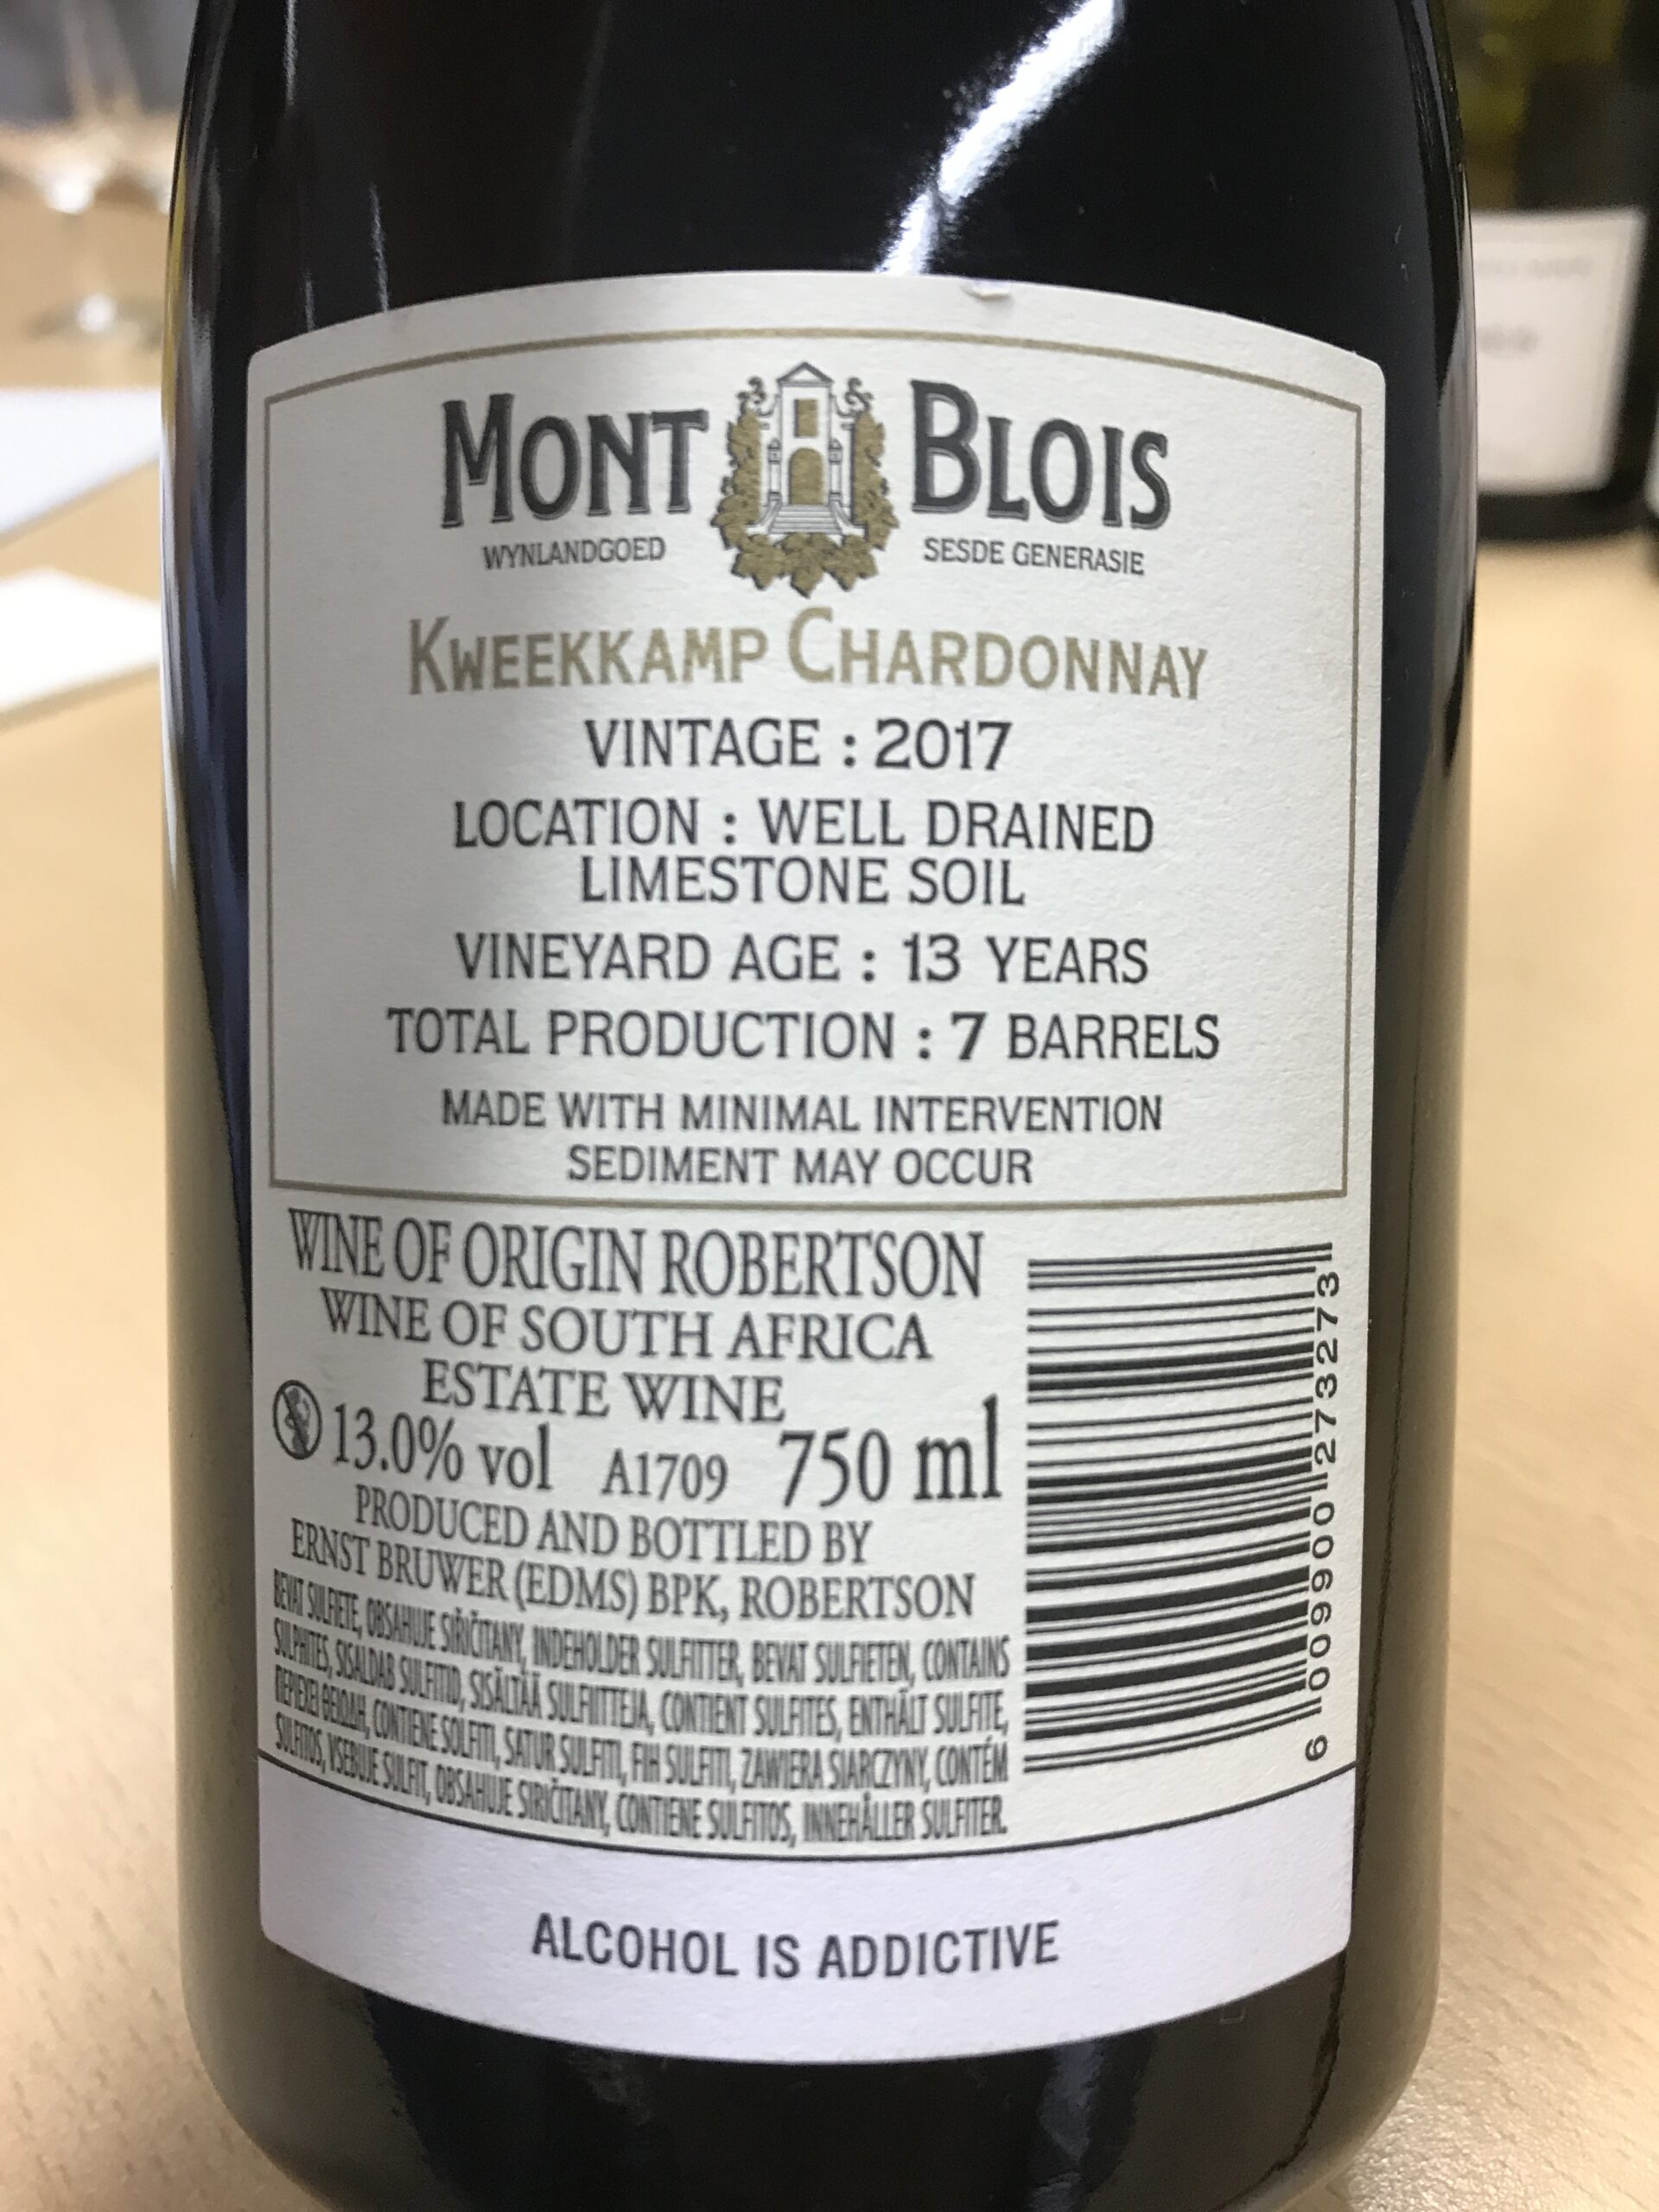 MONT BLOIS
WYNLANDGOED SESDE GENERASIE
KWEEKKAMP CHARDONNAY
VINTAGE : 2017
LOCATION : WELL DRAINED
LIMESTONE SOIL
VINEYARD AGE : 13 YEARS
TOTAL PRODUCTION : 7 BARRELS
MADE WITH MINIMAL INTERVENTION
SEDIMENT MAY OCCUR
WINE OF ORIGIN ROBERTSON
WINE OF SOUTH AFRICA
ESTATE WINE
13.0% vol A1709 750 ml
PRODUCED AND BOTTLED BY
ERNST BRUWER (EDMS) BPK, ROBERTSON
BEVAT SULFIETE, OBSAHUJE SIŘIČITANY, INDEHOLDER SULFITTER, BEVAT SULFIETEN, CONTAINS
SULPHITES, SISALDAB SULFITID, SISÄLTÄÄ SULFIITTEJA, CONTIENT SULFITES, ENTHÄLT SULFITE,
ΠΕΡΙΕΧΕΙ ΘΕΙΩΔΗ, CONTIENE SOLFITI, SATUR SULFITI, FIH SULFITI, ZAWIERA SIARCZYNY, CONTÉM
SULFITOS, VSEBUJE SULFIT, OBSAHUJE SIRIČITANY, CONTIENE SULFITOS, INNEHÅLLER SULFITER.
6 009900 273273
ALCOHOL IS ADDICTIVE